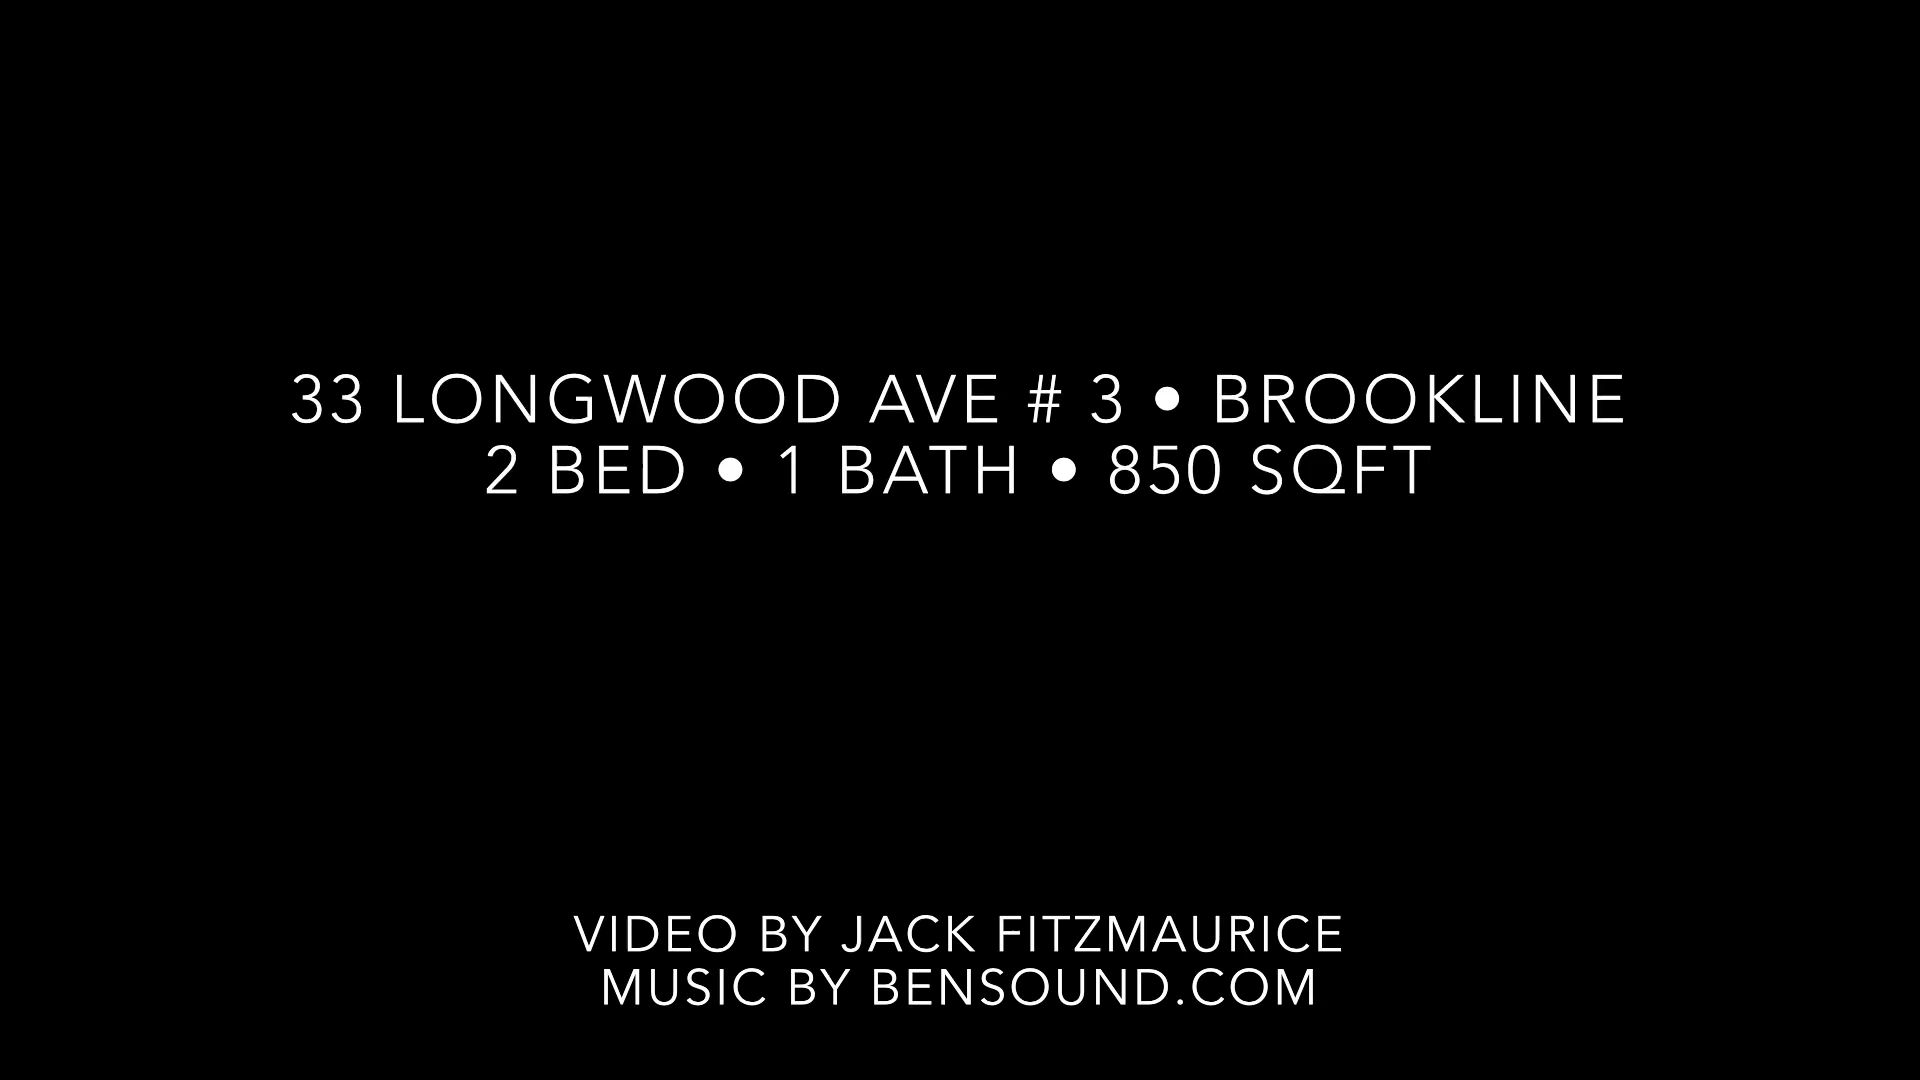 33 LONGWOOD AVE # 3 • BROOKLINE
2 BED • 1 BATH • 850 SQFT
VIDEO BY JACK FITZMAURICE
MUSIC BY BENSOUND.COM